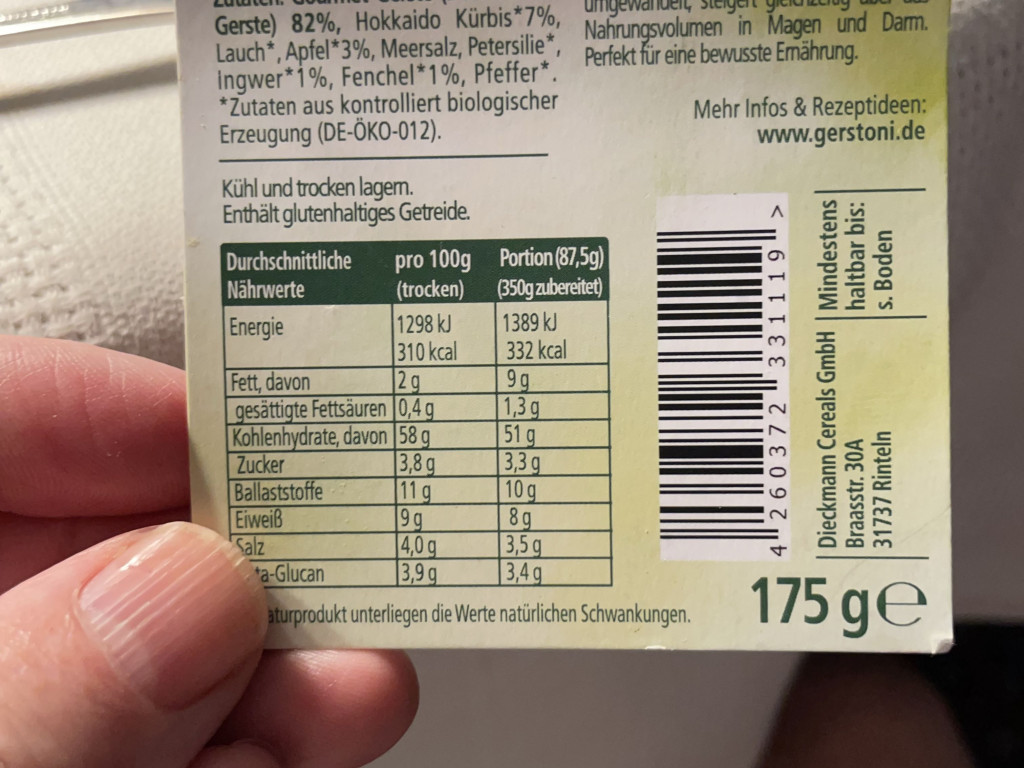 Gerste) 82%, Hokkaido Kürbis*7%,
Lauch*, Apfel*3%, Meersalz, Petersilie*,
Ingwer*1%, Fenchel*1%, Pfeffer*.
*Zutaten aus kontrolliert biologischer
Erzeugung (DE-ÖKO-012).
Kühl und trocken lagern.
Enthält glutenhaltiges Getreide.
Nahrungsvolumen in Magen und Darm.
Perfekt für eine bewusste Ernährung.
Mehr Infos & Rezeptideen:
www.gerstoni.de
Durchschnittliche Nährwerte pro 100g (trocken) Portion (87,5g) (350g zubereitet)
Energie 1298 kJ 1389 kJ
310 kcal 332 kcal
Fett, davon 2 g 9 g
gesättigte Fettsäuren 0,4 g 1,3 g
Kohlenhydrate, davon 58 g 51 g
Zucker 3,8 g 3,3 g
Ballaststoffe 11 g 10 g
Eiweiß 9 g 8 g
Salz 4,0 g 3,5 g
ta-Glucan 3,9 g 3,4 g
aturprodukt unterliegen die Werte natürlichen Schwankungen.
4 260372 331119 >
Mindestens
haltbar bis:
s. Boden
Dieckmann Cereals GmbH
Braasstr. 30A
31737 Rinteln
175 g e